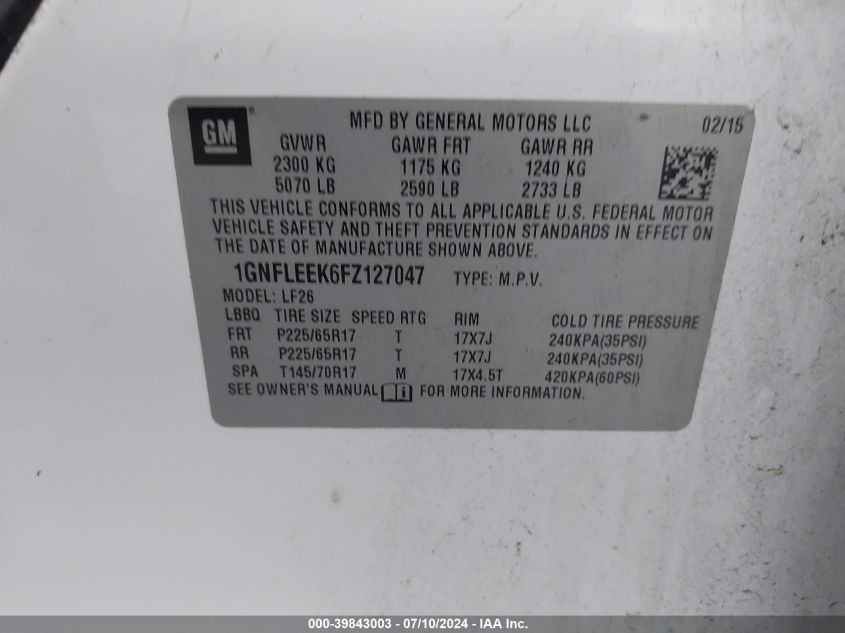 GM ® MFD BY GENERAL MOTORS LLC 02/15
GVWR GAWR FRT GAWR RR
2300 KG 1175 KG 1240 KG
5070 LB 2590 LB 2733 LB
THIS VEHICLE CONFORMS TO ALL APPLICABLE U.S. FEDERAL MOTOR
VEHICLE SAFETY AND THEFT PREVENTION STANDARDS IN EFFECT ON
THE DATE OF MANUFACTURE SHOWN ABOVE.
1GNFLEEK6FZ127047 TYPE: M.P.V.
MODEL: LF26
LBBQ TIRE SIZE SPEED RTG RIM COLD TIRE PRESSURE
FRT P225/65R17 T 17X7J 240KPA(35PSI)
RR P225/65R17 T 17X7J 240KPA(35PSI)
SPA T145/70R17 M 17X4.5T 420KPA(60PSI)
SEE OWNER'S MANUAL FOR MORE INFORMATION.
000-39843003 - 07/10/2024 - IAA Inc.